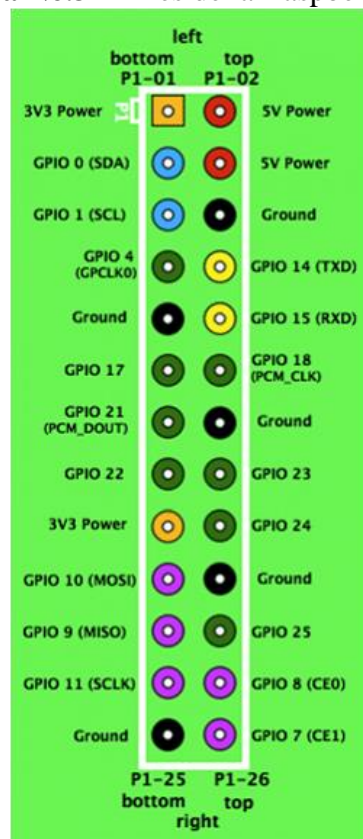 left
bottom top
P1-01 P1-02
3V3 Power P1 5V Power
GPIO 0 (SDA) 5V Power
GPIO 1 (SCL) Ground
GPIO 4
(GPCLK0) GPIO 14 (TXD)
Ground GPIO 15 (RXD)
GPIO 17 GPIO 18
(PCM_CLK)
GPIO 21
(PCM_DOUT) Ground
GPIO 22 GPIO 23
3V3 Power GPIO 24
GPIO 10 (MOSI) Ground
GPIO 9 (MISO) GPIO 25
GPIO 11 (SCLK) GPIO 8 (CE0)
Ground GPIO 7 (CE1)
P1-25 P1-26
bottom top
right